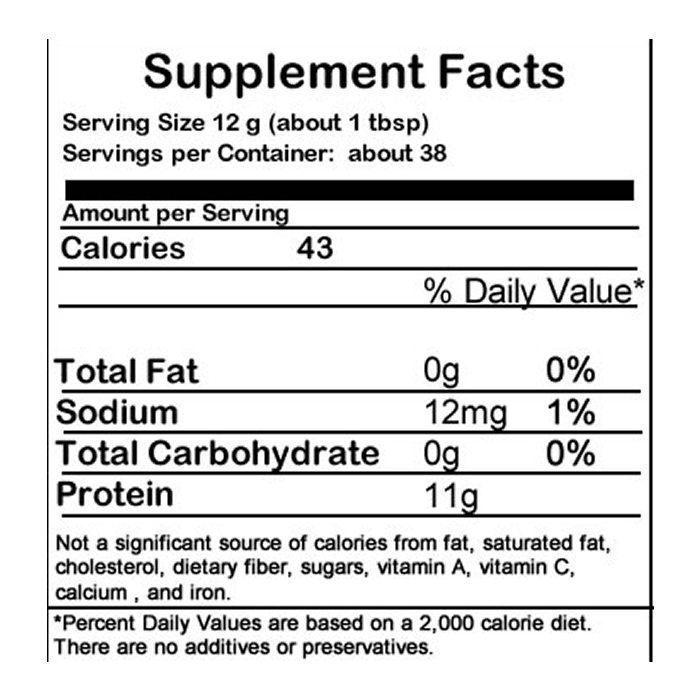 Supplement Facts
Serving Size 12 g (about 1 tbsp)
Servings per Container:  about 38
Amount per Serving
Calories 43
% Daily Value*
Total Fat 0g 0%
Sodium 12mg 1%
Total Carbohydrate 0g 0%
Protein 11g
Not a significant source of calories from fat, saturated fat,
cholesterol, dietary fiber, sugars, vitamin A, vitamin C,
calcium , and iron.
*Percent Daily Values are based on a 2,000 calorie diet.
There are no additives or preservatives.